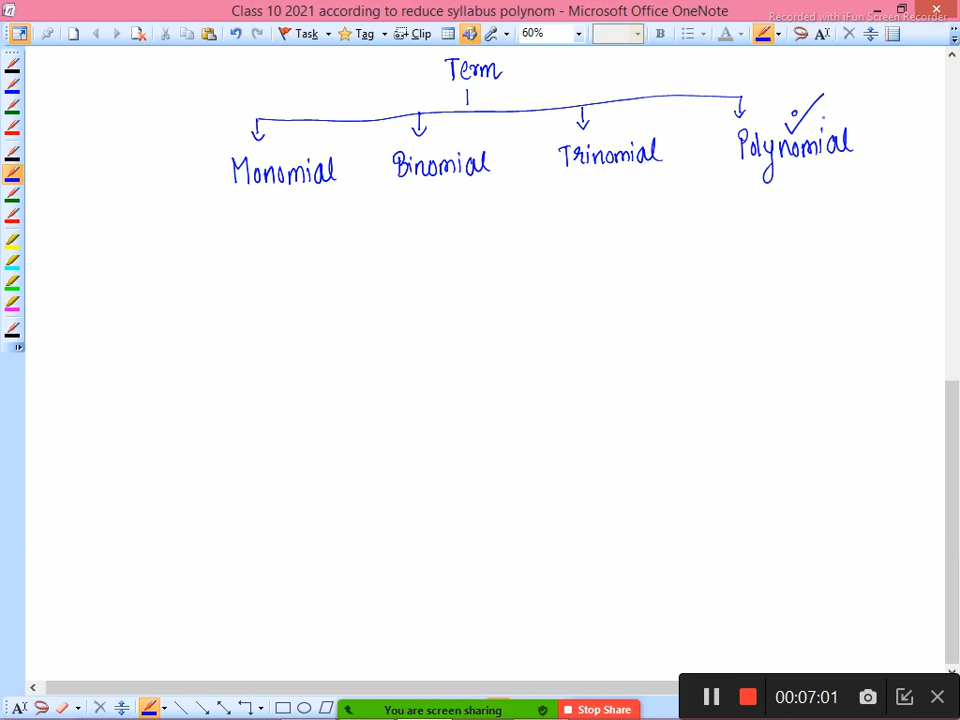 Class 10 2021 according to reduce syllabus polynom - Microsoft Office OneNote
Recorded with iFun Screen Recorder
Task Tag Clip 60% B A A
Term
Monomial Binomial Trinomial Polynomial
A You are screen sharing Stop Share
00:07:01